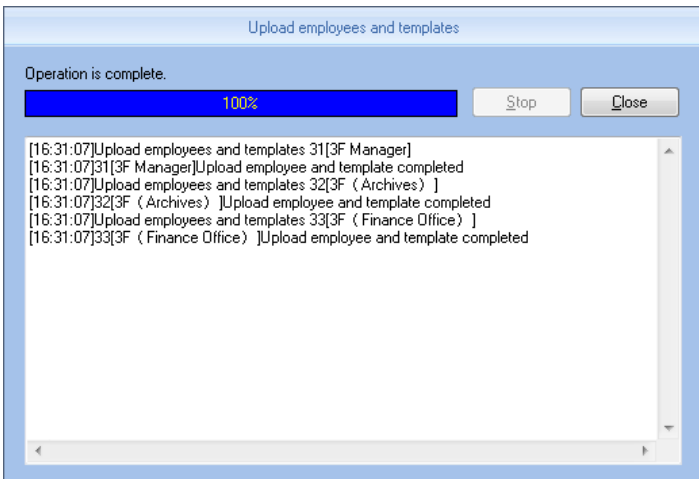 Upload employees and templates
Operation is complete.
100%
Stop
Close
[16:31:07]Upload employees and templates 31[3F Manager]
[16:31:07]31[3F Manager]Upload employee and template completed
[16:31:07]Upload employees and templates 32[3F（Archives）]
[16:31:07]32[3F（Archives）]Upload employee and template completed
[16:31:07]Upload employees and templates 33[3F（Finance Office）]
[16:31:07]33[3F（Finance Office）]Upload employee and template completed